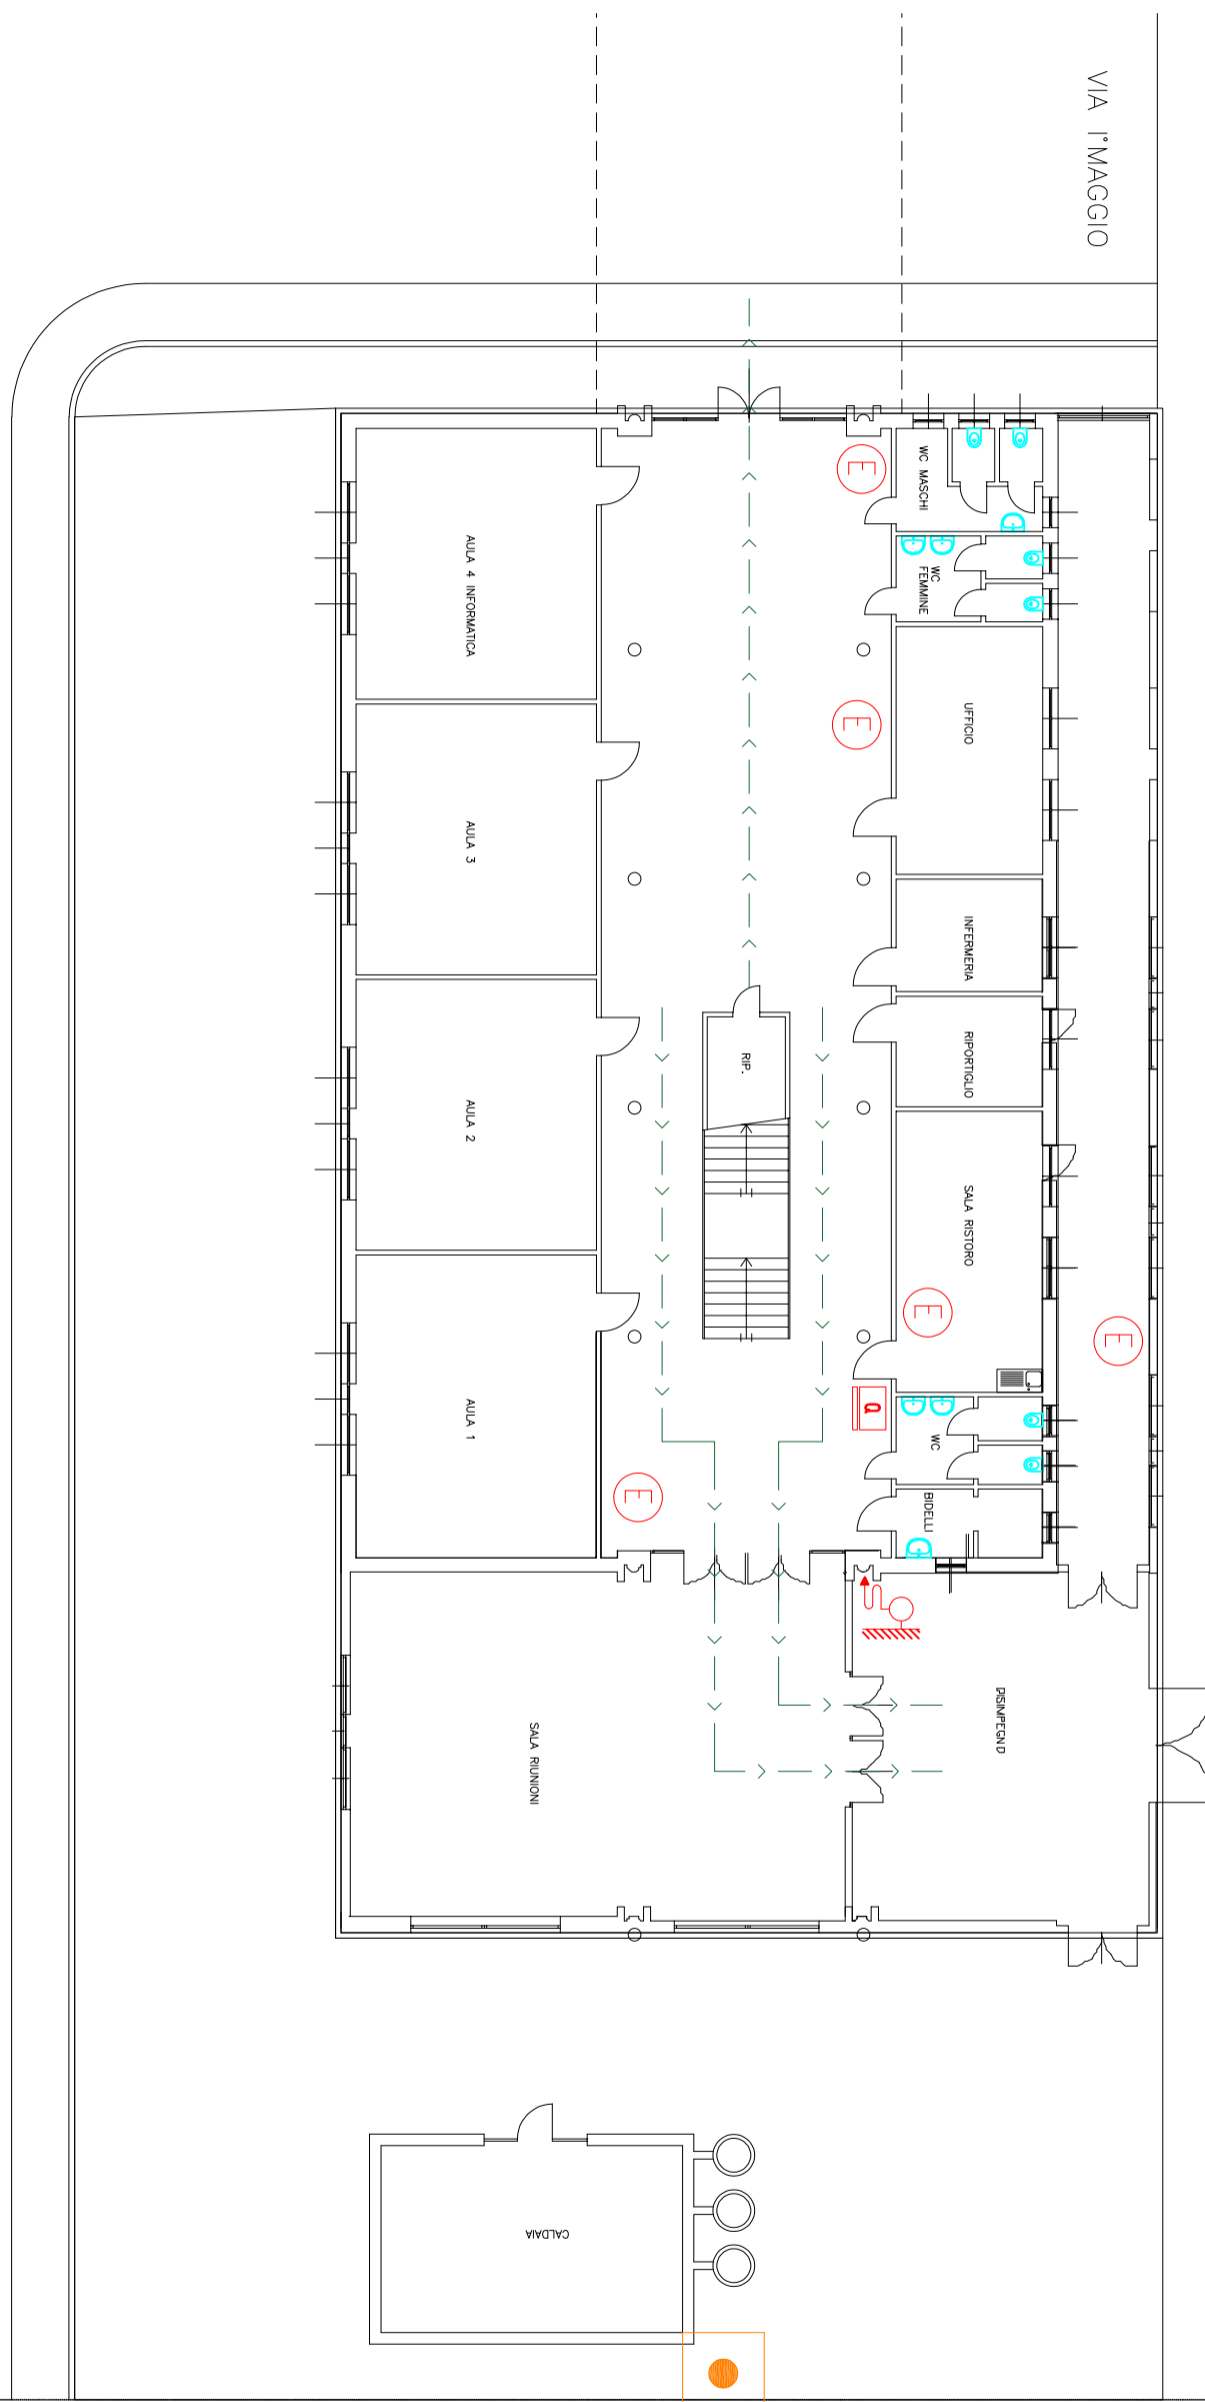 VIA I°MAGGIO
E
WC MASCHI
WC
FEMMINE
AULA 4 INFORMATICA
E
UFFICIO
AULA 3
INFERMERIA
RIPORTIGLIO
RIP.
AULA 2
SALA RISTORO
E
E
Q
AULA 1
WC
E
BIDELLI
DISIMPEGNO
SALA RIUNIONI
CALDAIA